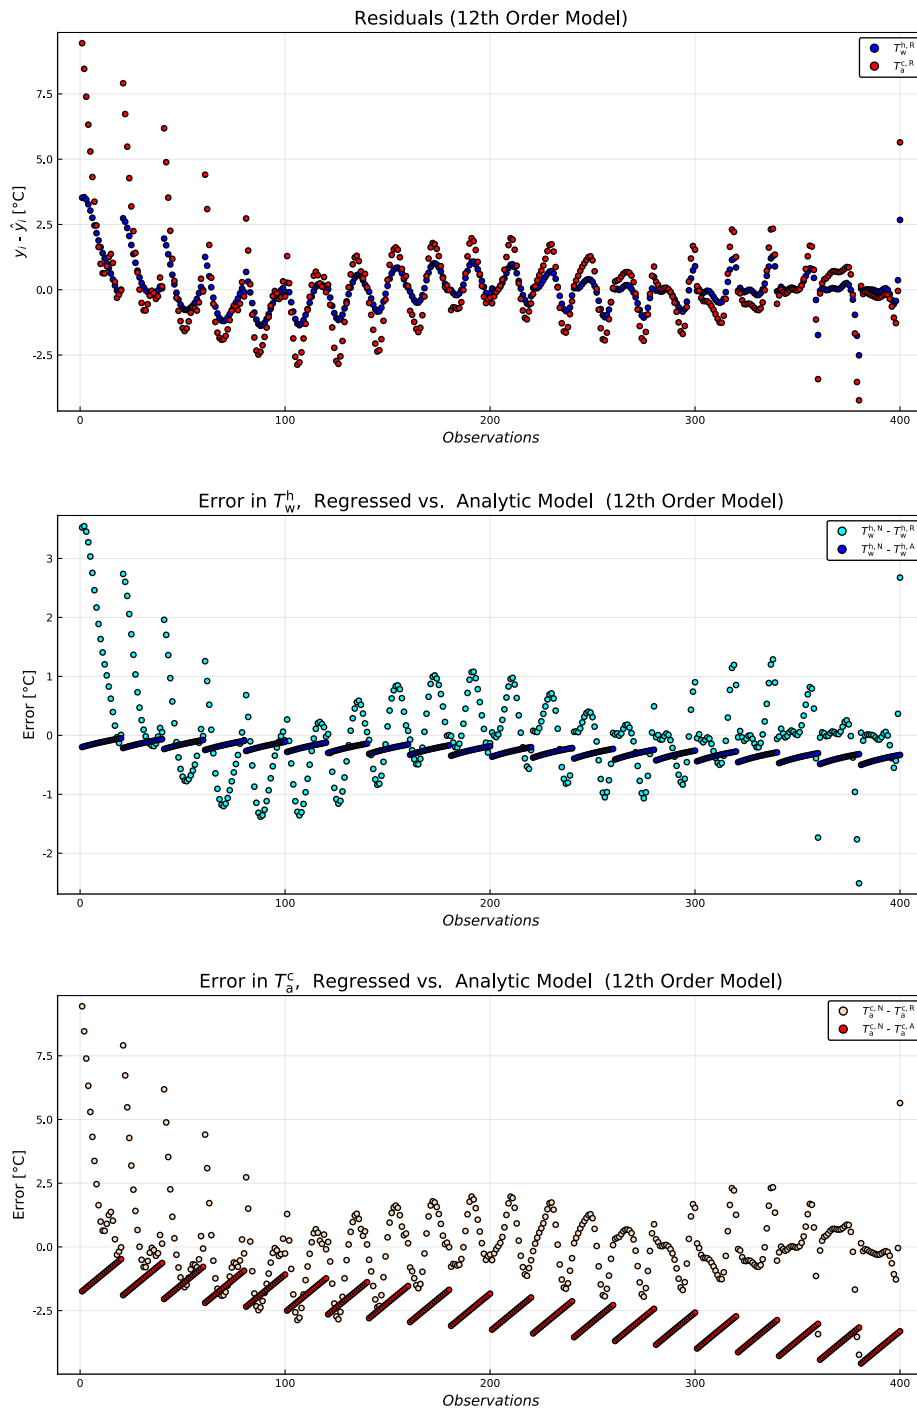 Residuals (12th Order Model)
T_w^{h,R}
T_a^{c,R}
7.5
5.0
2.5
0.0
-2.5
y_i - ŷ_i [°C]
0 100 200 300 400
Observations
Error in T_w^h, Regressed vs. Analytic Model (12th Order Model)
T_w^{h,N} - T_w^{h,R}
T_w^{h,N} - T_w^{h,A}
3
2
1
0
-1
-2
Error [°C]
0 100 200 300 400
Observations
Error in T_a^c, Regressed vs. Analytic Model (12th Order Model)
T_a^{c,N} - T_a^{c,R}
T_a^{c,N} - T_a^{c,A}
7.5
5.0
2.5
0.0
-2.5
Error [°C]
0 100 200 300 400
Observations